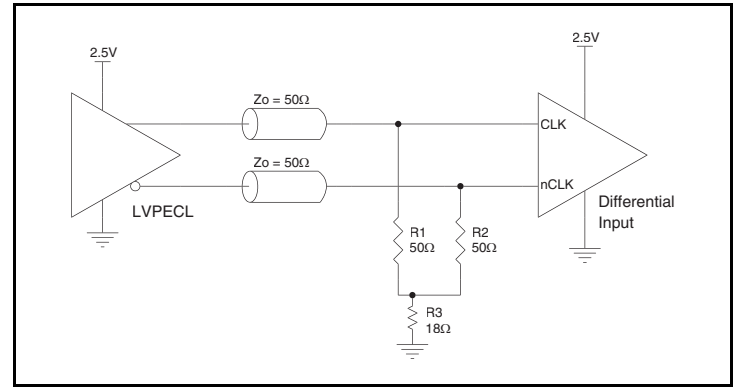 2.5V
2.5V
Zo = 50Ω
CLK
Zo = 50Ω
nCLK
LVPECL
Differential
Input
R1
50Ω
R2
50Ω
R3
18Ω